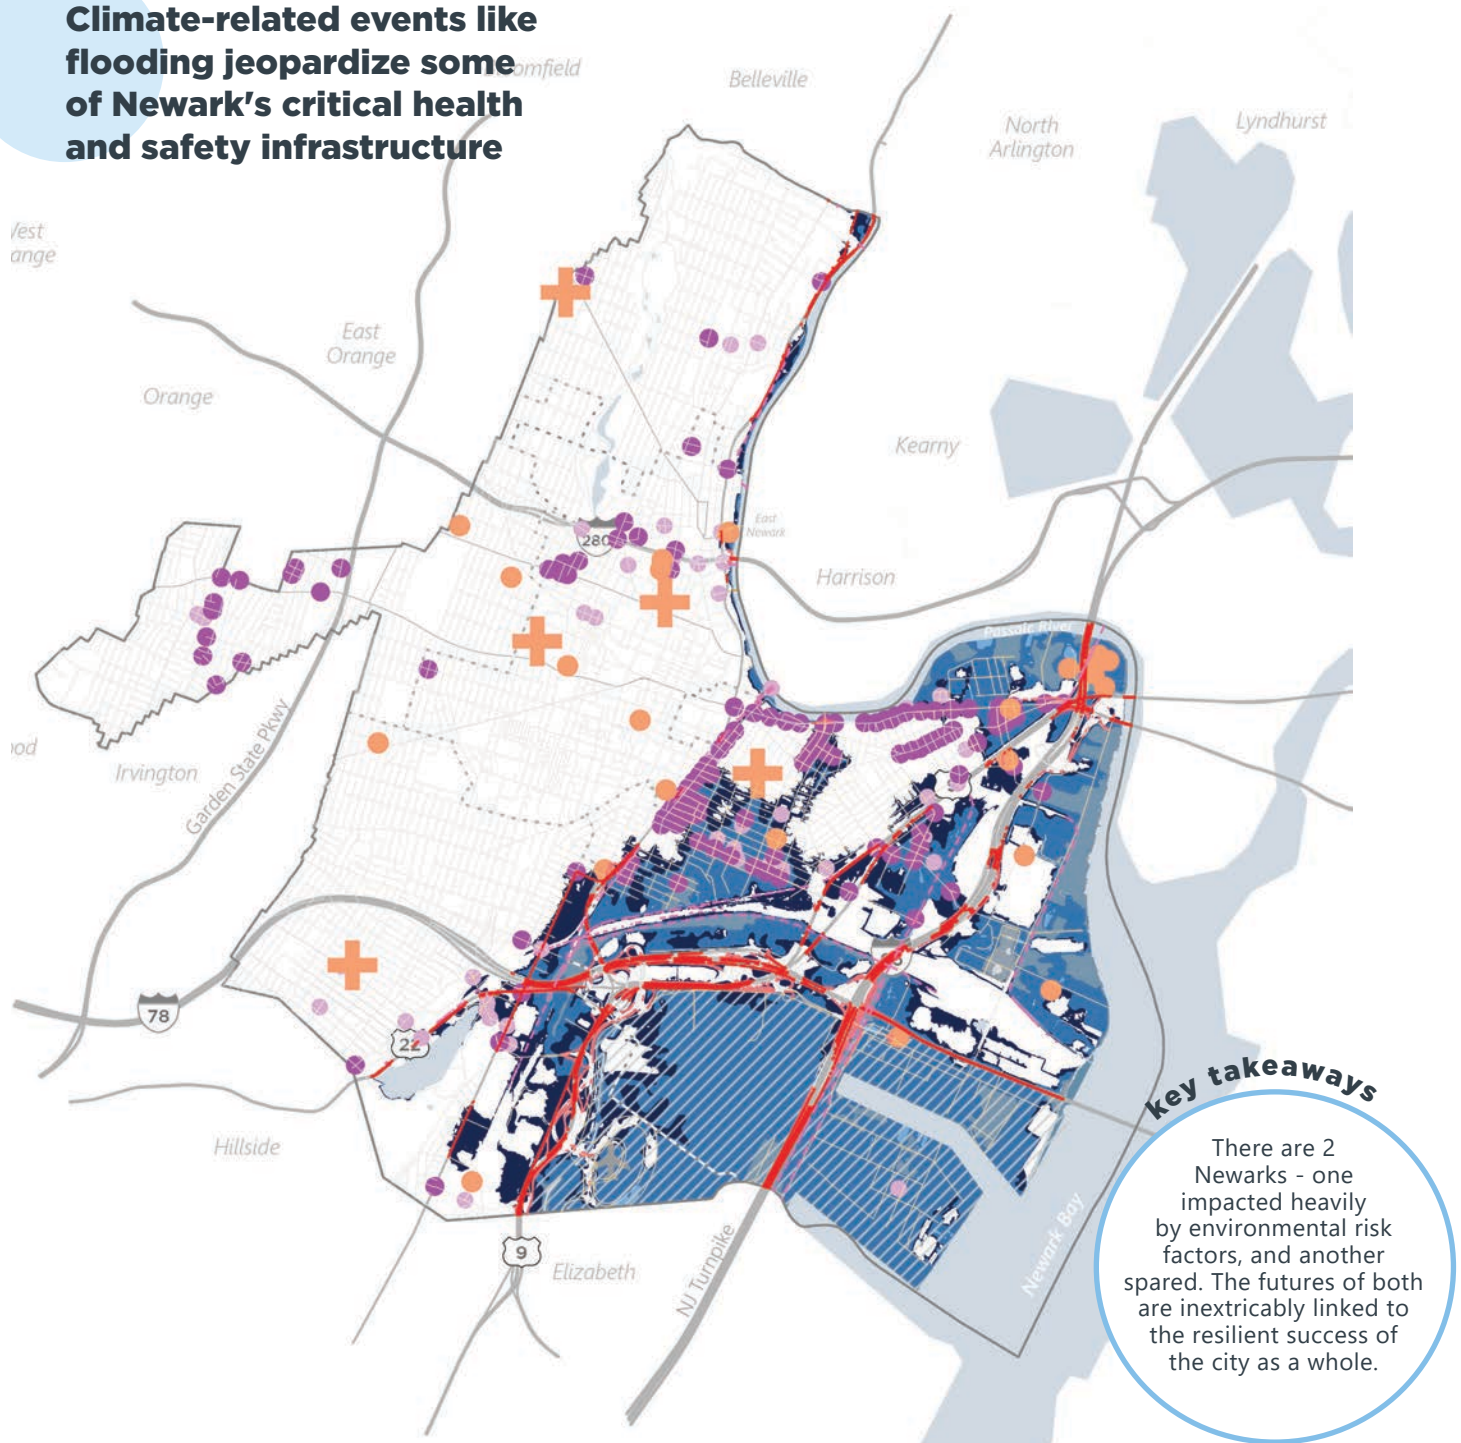 Climate-related events like
flooding jeopardize some
of Newark's critical health
and safety infrastructure
Belleville
North
Arlington
Lyndhurst
East
Orange
Orange
Kearny
East
Newark
280
Harrison
Passaic River
Irvington
Garden State Pkwy
78
22
Hillside
9
Elizabeth
NJ Turnpike
Newark Bay
key takeaways
There are 2
Newarks - one
impacted heavily
by environmental risk
factors, and another
spared. The futures of both
are inextricably linked to
the resilient success of
the city as a whole.